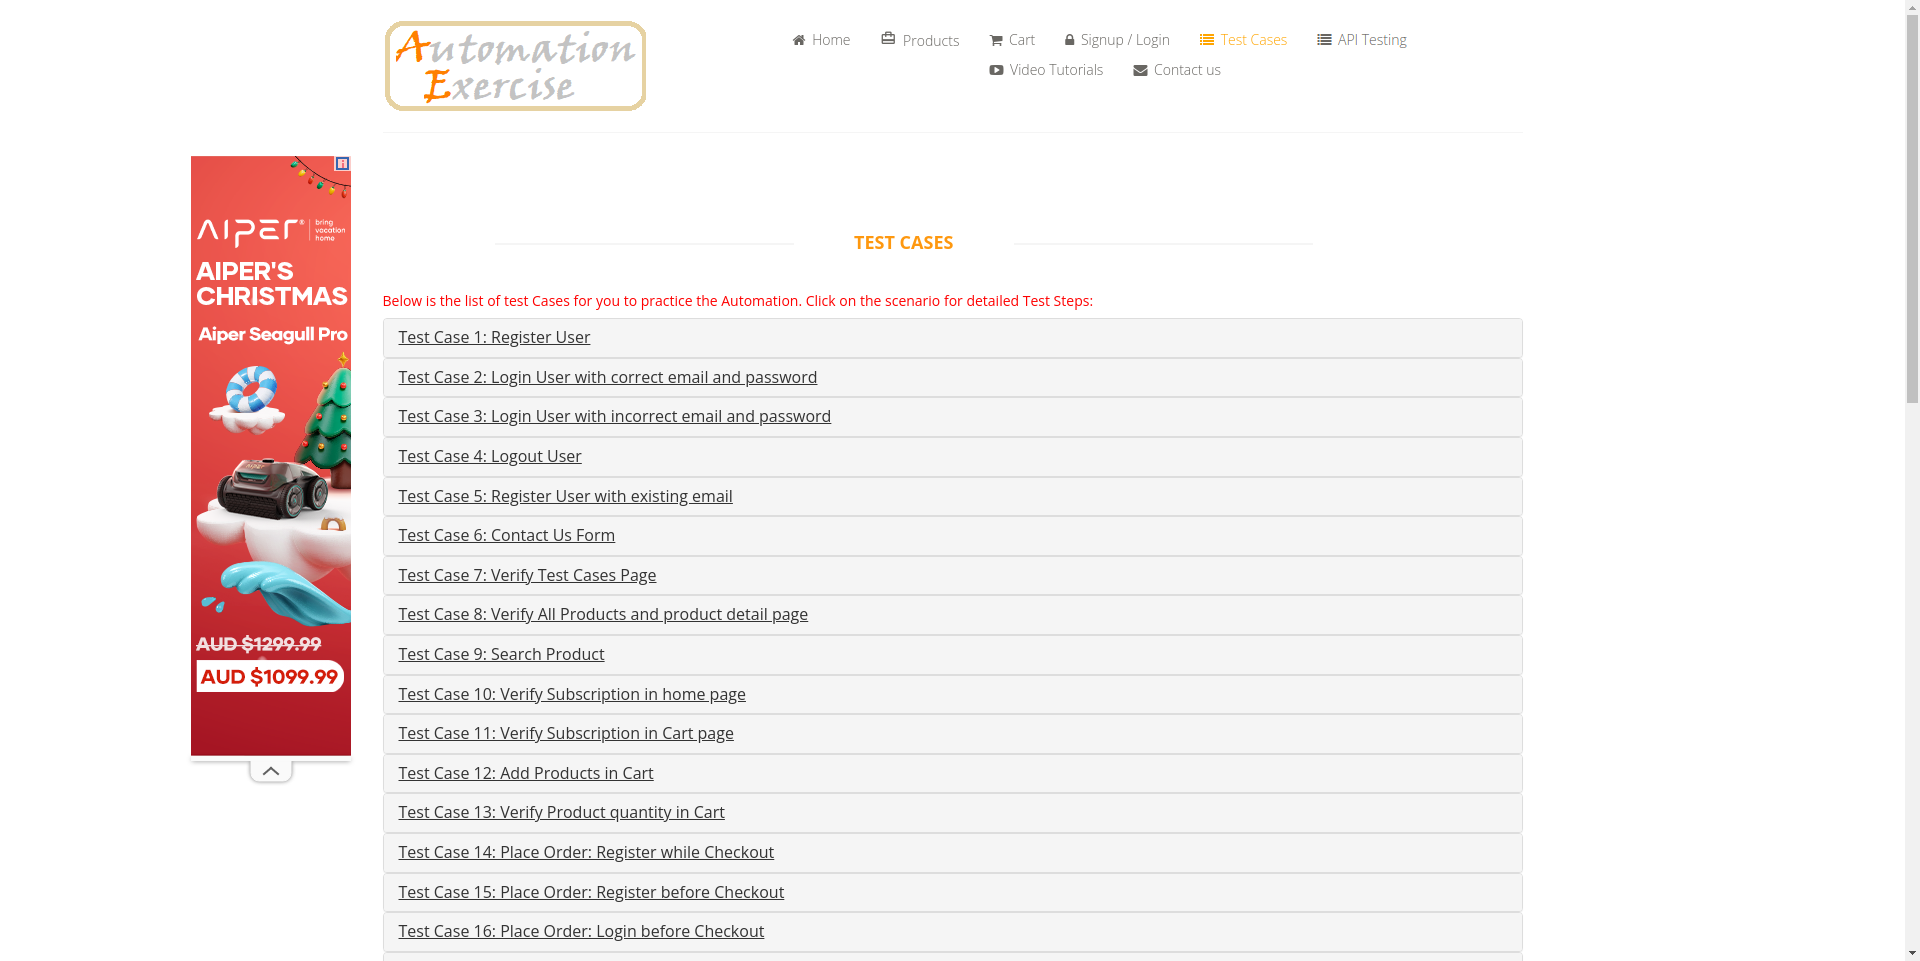 Automation
Exercise
Home
Products
Cart
Signup / Login
Test Cases
API Testing
Video Tutorials
Contact us
AIPER® bring vacation home
AIPER'S
CHRISTMAS
Aiper Seagull Pro
AUD $1299.99
AUD $1099.99
TEST CASES
Below is the list of test Cases for you to practice the Automation. Click on the scenario for detailed Test Steps:
Test Case 1: Register User
Test Case 2: Login User with correct email and password
Test Case 3: Login User with incorrect email and password
Test Case 4: Logout User
Test Case 5: Register User with existing email
Test Case 6: Contact Us Form
Test Case 7: Verify Test Cases Page
Test Case 8: Verify All Products and product detail page
Test Case 9: Search Product
Test Case 10: Verify Subscription in home page
Test Case 11: Verify Subscription in Cart page
Test Case 12: Add Products in Cart
Test Case 13: Verify Product quantity in Cart
Test Case 14: Place Order: Register while Checkout
Test Case 15: Place Order: Register before Checkout
Test Case 16: Place Order: Login before Checkout